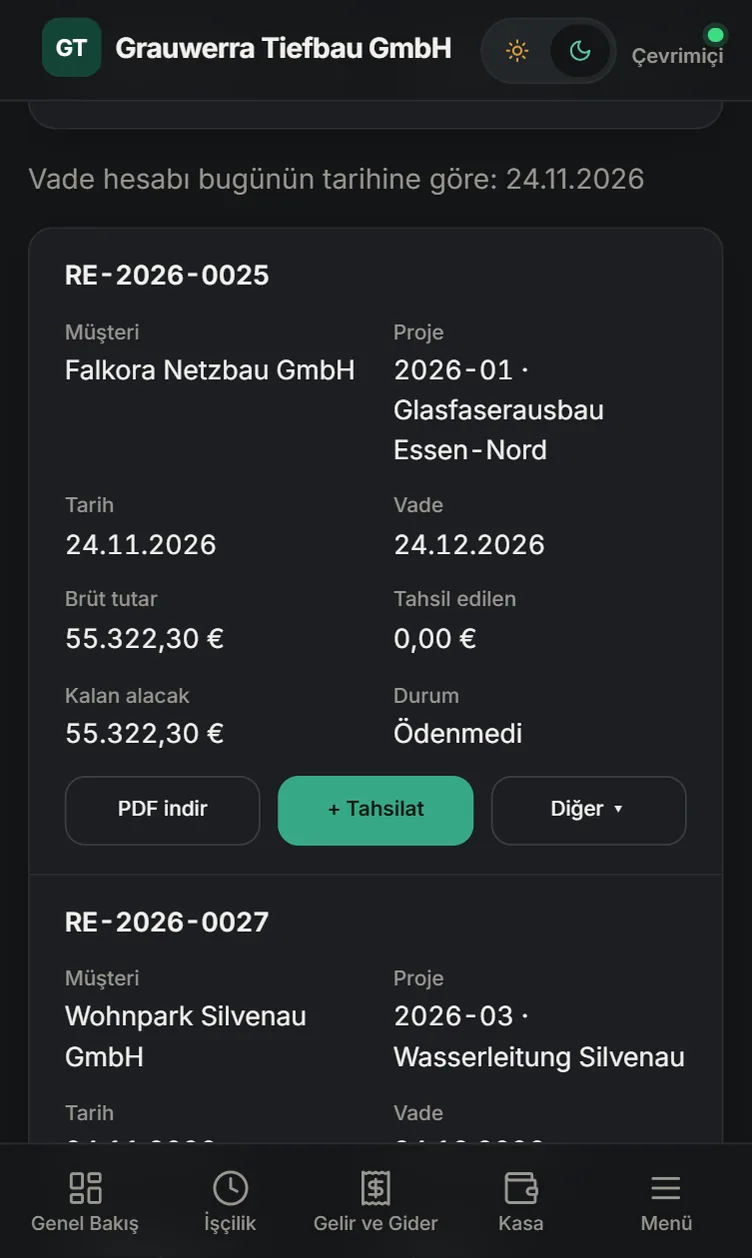 GT
Grauwerra Tiefbau GmbH
Çevrimiçi
Vade hesabı bugünün tarihine göre: 24.11.2026
RE-2026-0025
Müşteri
Falkora Netzbau GmbH
Proje
2026-01 ·
Glasfaserausbau
Essen-Nord
Tarih
24.11.2026
Vade
24.12.2026
Brüt tutar
55.322,30 €
Tahsil edilen
0,00 €
Kalan alacak
55.322,30 €
Durum
Ödenmedi
PDF indir
+ Tahsilat
Diğer ▾
RE-2026-0027
Müşteri
Wohnpark Silvenau
GmbH
Proje
2026-03 ·
Wasserleitung Silvenau
Tarih
Vade
Genel Bakış
İşçilik
Gelir ve Gider
Kasa
Menü